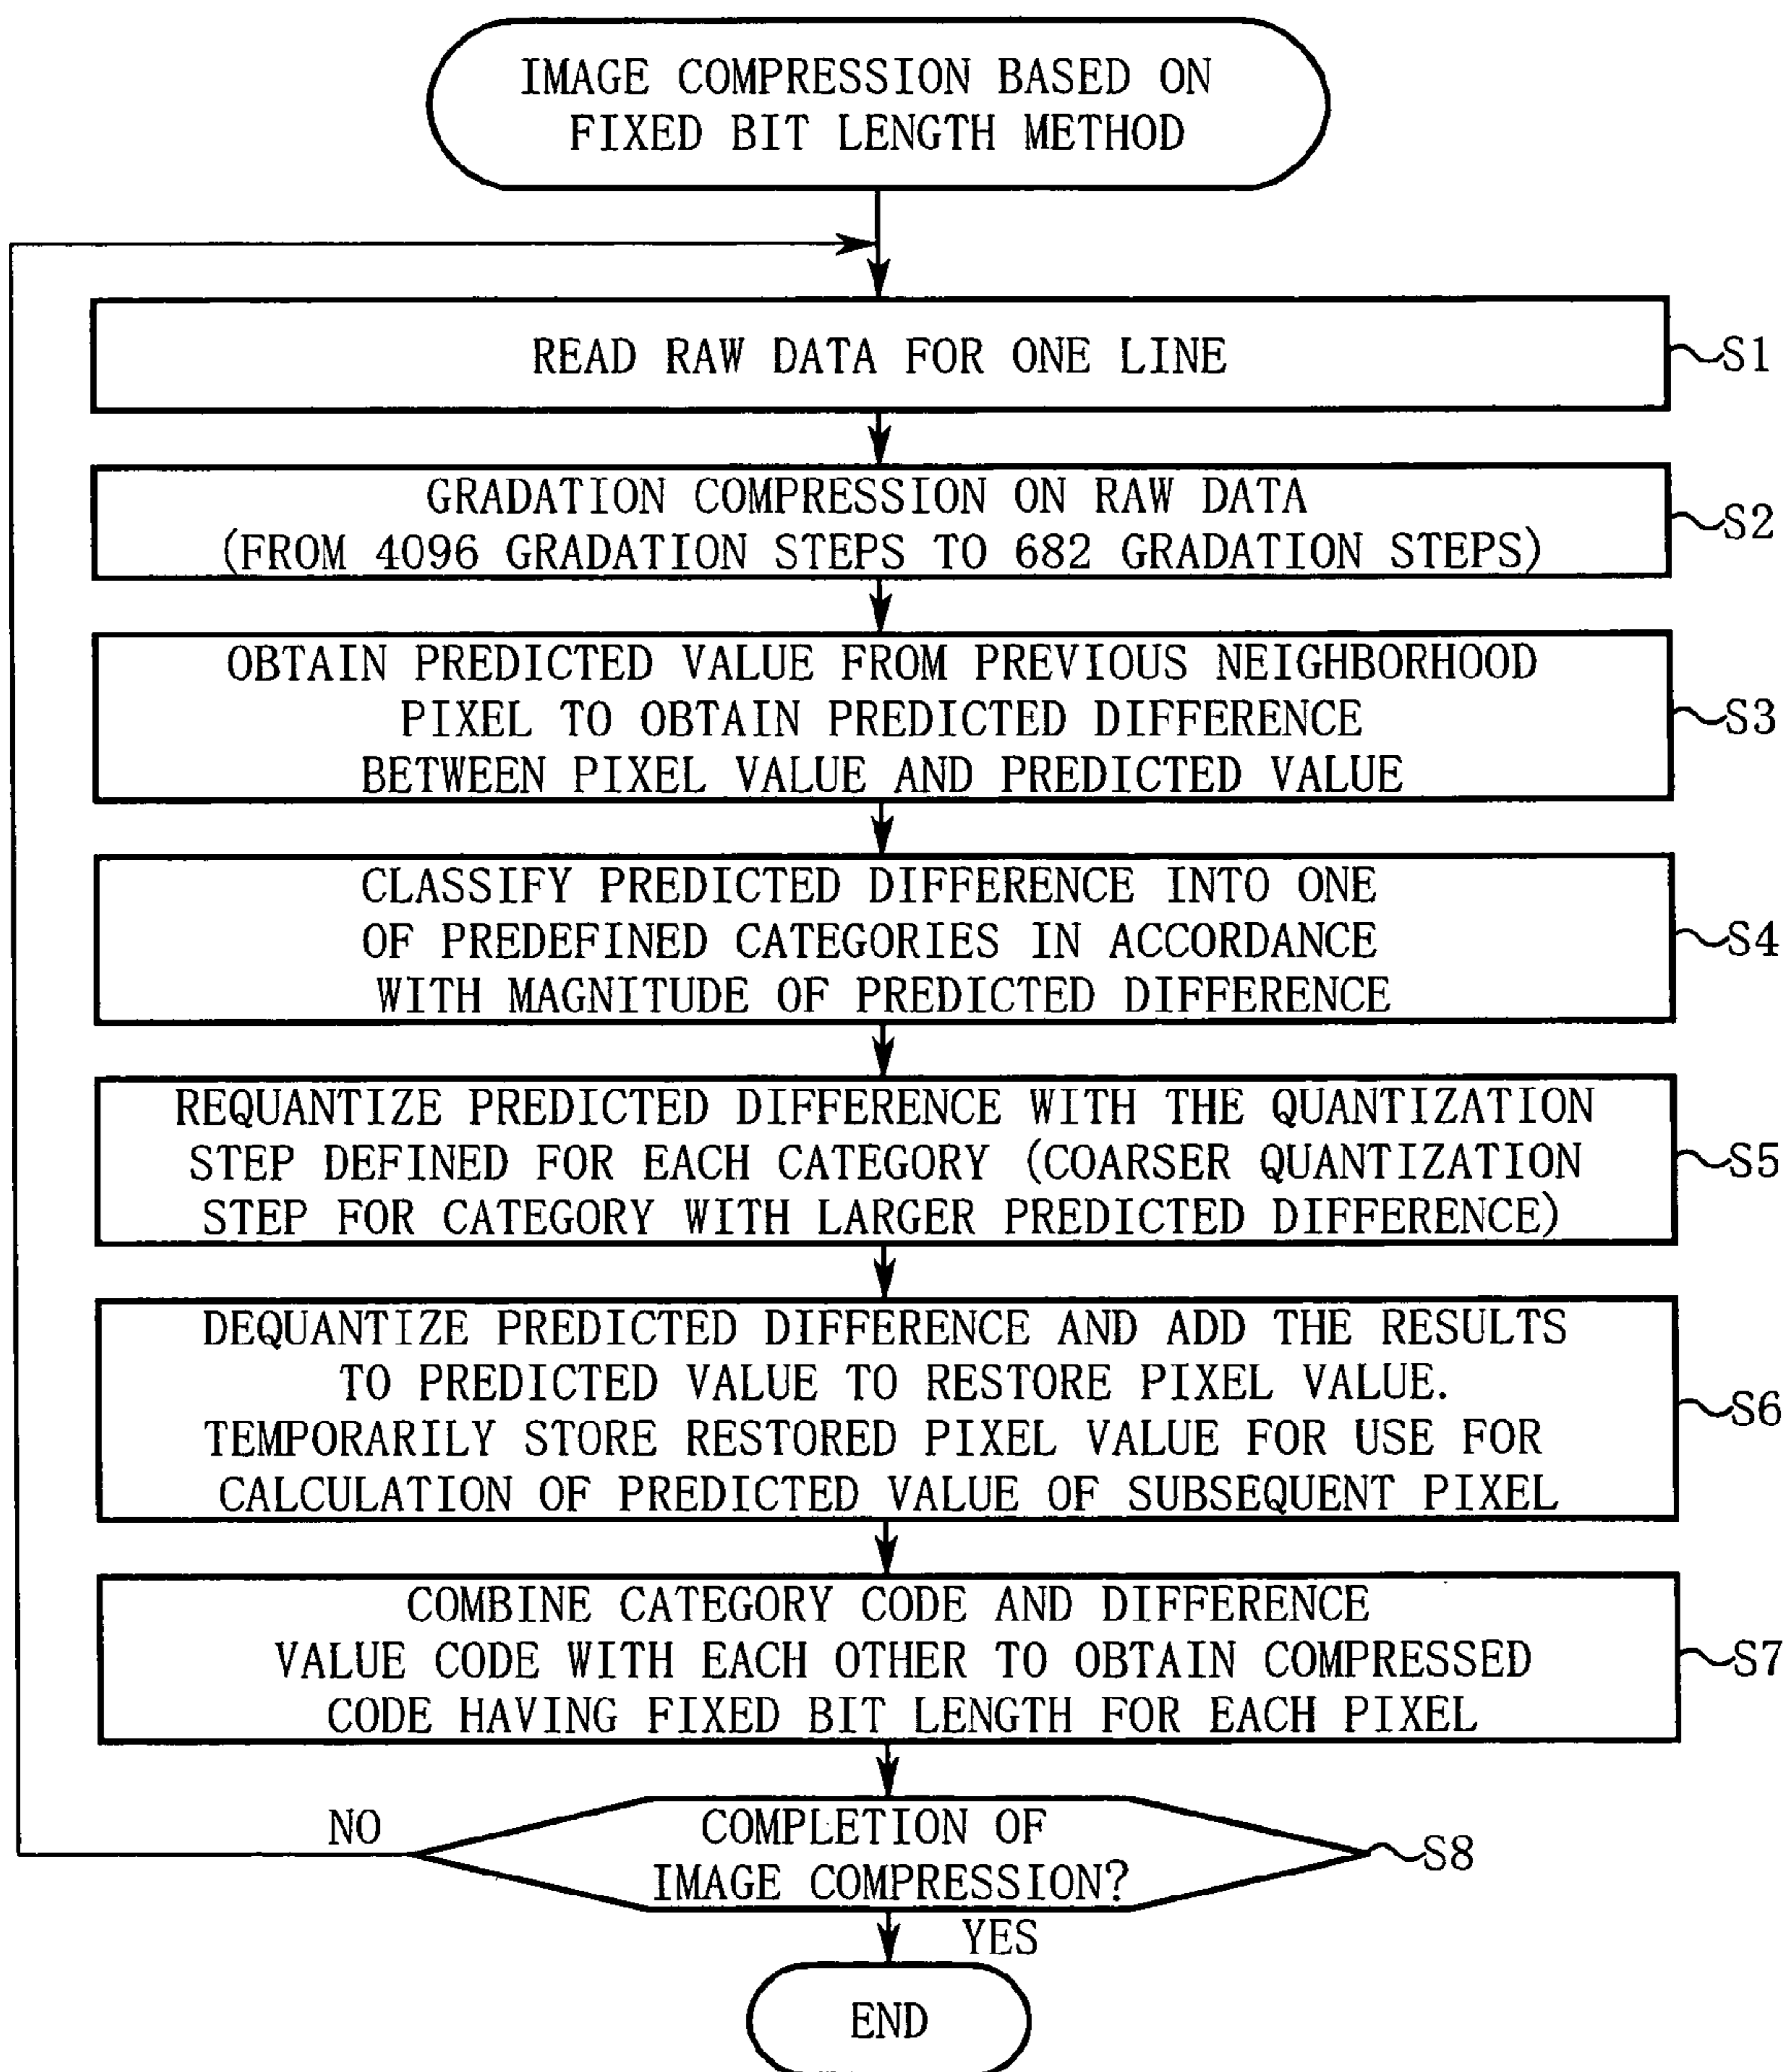 IMAGE COMPRESSION BASED ON
FIXED BIT LENGTH METHOD
READ RAW DATA FOR ONE LINE
S1
GRADATION COMPRESSION ON RAW DATA
(FROM 4096 GRADATION STEPS TO 682 GRADATION STEPS)
S2
OBTAIN PREDICTED VALUE FROM PREVIOUS NEIGHBORHOOD
PIXEL TO OBTAIN PREDICTED DIFFERENCE
BETWEEN PIXEL VALUE AND PREDICTED VALUE
S3
CLASSIFY PREDICTED DIFFERENCE INTO ONE
OF PREDEFINED CATEGORIES IN ACCORDANCE
WITH MAGNITUDE OF PREDICTED DIFFERENCE
S4
REQUANTIZE PREDICTED DIFFERENCE WITH THE QUANTIZATION
STEP DEFINED FOR EACH CATEGORY (COARSER QUANTIZATION
STEP FOR CATEGORY WITH LARGER PREDICTED DIFFERENCE)
S5
DEQUANTIZE PREDICTED DIFFERENCE AND ADD THE RESULTS
TO PREDICTED VALUE TO RESTORE PIXEL VALUE.
TEMPORARILY STORE RESTORED PIXEL VALUE FOR USE FOR
CALCULATION OF PREDICTED VALUE OF SUBSEQUENT PIXEL
S6
COMBINE CATEGORY CODE AND DIFFERENCE
VALUE CODE WITH EACH OTHER TO OBTAIN COMPRESSED
CODE HAVING FIXED BIT LENGTH FOR EACH PIXEL
S7
NO
COMPLETION OF
IMAGE COMPRESSION?
S8
YES
END